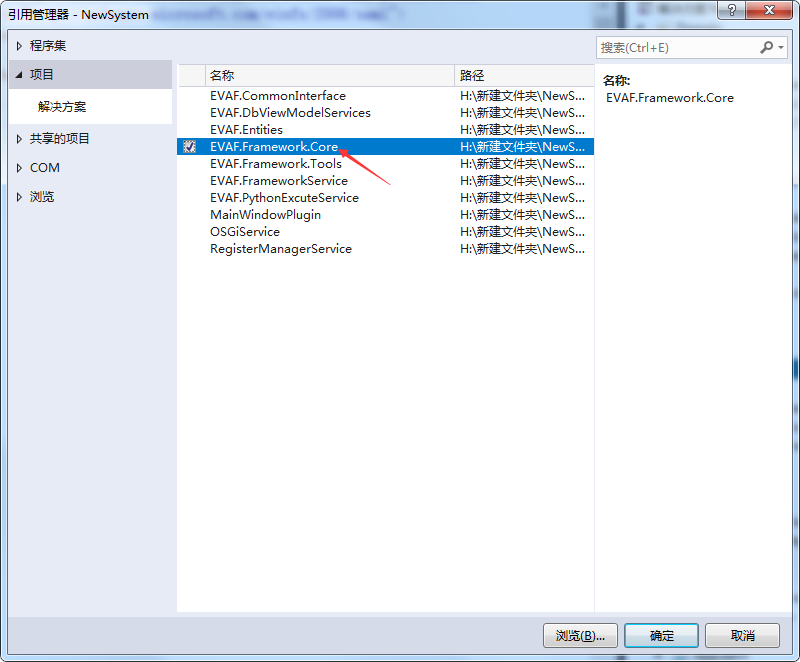 引用管理器 - NewSystem
程序集
项目
解决方案
共享的项目
COM
浏览
名称 路径
EVAF.CommonInterface H:\新建文件夹\NewS...
EVAF.DbViewModelServices H:\新建文件夹\NewS...
EVAF.Entities H:\新建文件夹\NewS...
EVAF.Framework.Core H:\新建文件夹\NewS...
EVAF.Framework.Tools H:\新建文件夹\NewS...
EVAF.FrameworkService H:\新建文件夹\NewS...
EVAF.PythonExcuteService H:\新建文件夹\NewS...
MainWindowPlugin H:\新建文件夹\NewS...
OSGiService H:\新建文件夹\NewS...
RegisterManagerService H:\新建文件夹\NewS...
搜索(Ctrl+E)
名称:
EVAF.Framework.Core
浏览(B)... 确定 取消